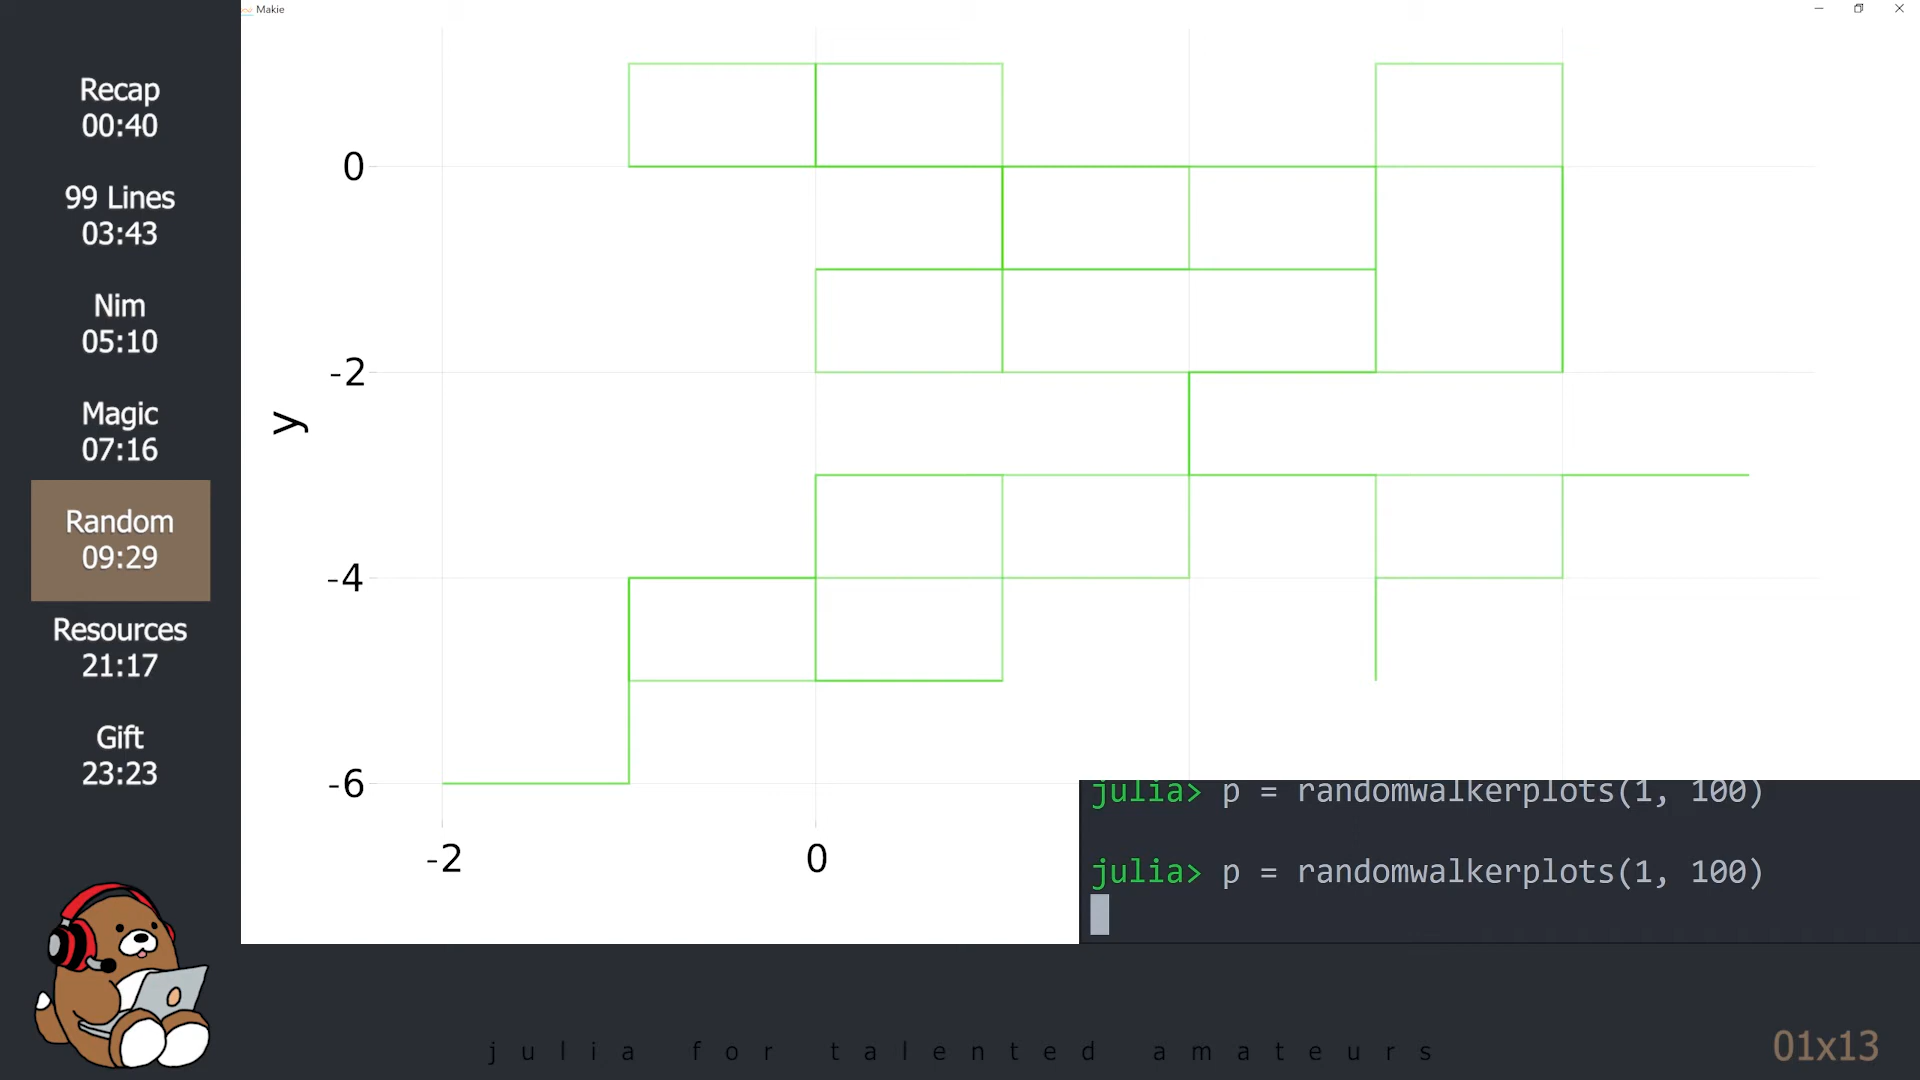 Makie
Recap
00:40
99 Lines
03:43
Nim
05:10
Magic
07:16
Random
09:29
Resources
21:17
Gift
23:23
0
-2
y
-4
-6
-2
0
julia> p = randomwalkerplots(1, 100)
julia> p = randomwalkerplots(1, 100)
julia for talented amateurs
01x13